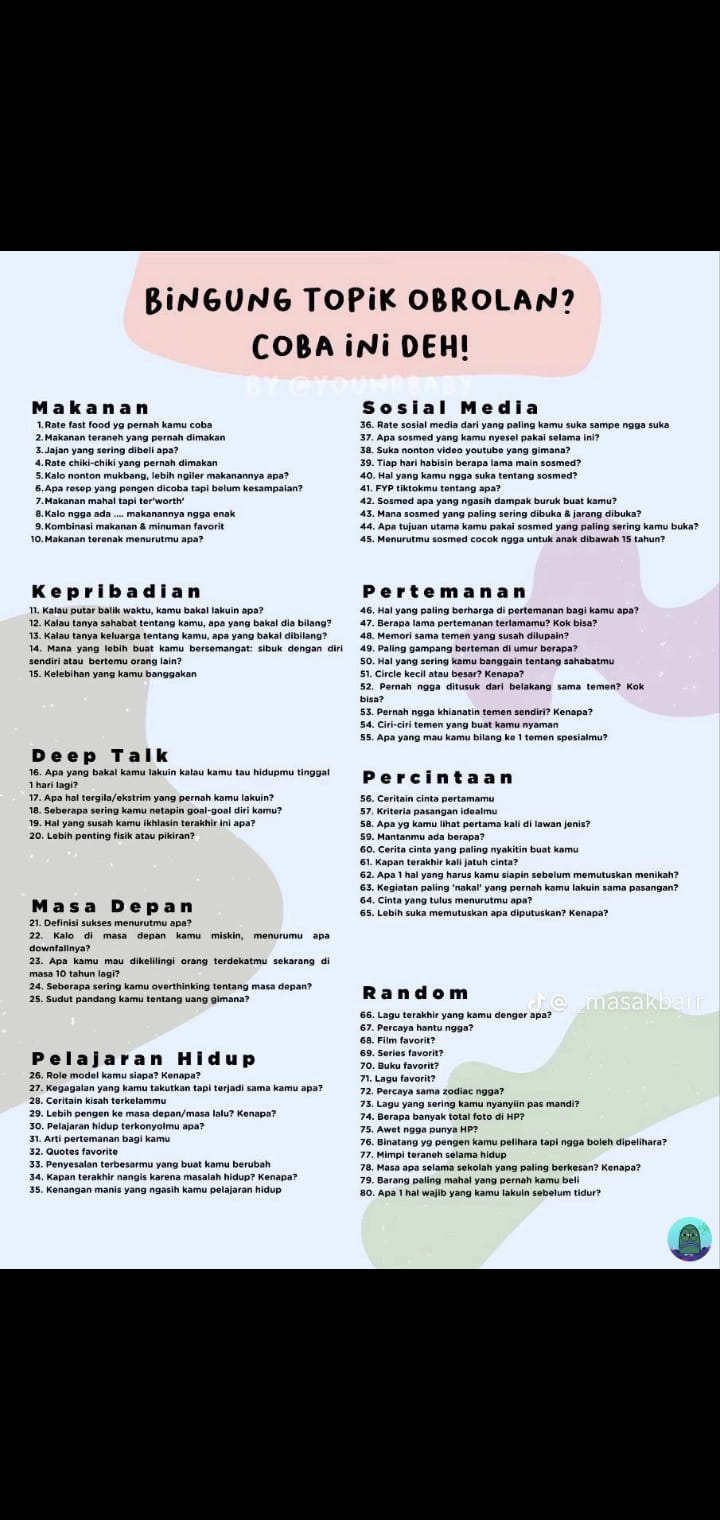 BiNGUNG TOPiK OBROLAN?
COBA iNi DEH!
BY @YOUNRBABY
Makanan
1. Rate fast food yg pernah kamu coba
2. Makanan teraneh yang pernah dimakan
3. Jajan yang sering dibeli apa?
4. Rate chiki-chiki yang pernah dimakan
5. Kalo nonton mukbang, lebih ngiler makanannya apa?
6. Apa resep yang pengen dicoba tapi belum kesampaian?
7. Makanan mahal tapi ter'worth'
8. Kalo ngga ada .... makanannya ngga enak
9. Kombinasi makanan & minuman favorit
10. Makanan terenak menurutmu apa?
Kepribadian
11. Kalau putar balik waktu, kamu bakal lakuin apa?
12. Kalau tanya sahabat tentang kamu, apa yang bakal dia bilang?
13. Kalau tanya keluarga tentang kamu, apa yang bakal dibilang?
14. Mana yang lebih buat kamu bersemangat: sibuk dengan diri
sendiri atau bertemu orang lain?
15. Kelebihan yang kamu banggakan
Deep Talk
16. Apa yang bakal kamu lakuin kalau kamu tau hidupmu tinggal
1 hari lagi?
17. Apa hal tergila/ekstrim yang pernah kamu lakuin?
18. Seberapa sering kamu netapin goal-goal diri kamu?
19. Hal yang susah kamu ikhlasin terakhir ini apa?
20. Lebih penting fisik atau pikiran?
Masa Depan
21. Definisi sukses menurutmu apa?
22. Kalo di masa depan kamu miskin, menurumu apa
downfallnya?
23. Apa kamu mau dikelilingi orang terdekatmu sekarang di
masa 10 tahun lagi?
24. Seberapa sering kamu overthinking tentang masa depan?
25. Sudut pandang kamu tentang uang gimana?
Pelajaran Hidup
26. Role model kamu siapa? Kenapa?
27. Kegagalan yang kamu takutkan tapi terjadi sama kamu apa?
28. Ceritain kisah terkelammu
29. Lebih pengen ke masa depan/masa lalu? Kenapa?
30. Pelajaran hidup terkonyolmu apa?
31. Arti pertemanan bagi kamu
32. Quotes favorite
33. Penyesalan terbesarmu yang buat kamu berubah
34. Kapan terakhir nangis karena masalah hidup? Kenapa?
35. Kenangan manis yang ngasih kamu pelajaran hidup
Sosial Media
36. Rate sosial media dari yang paling kamu suka sampe ngga suka
37. Apa sosmed yang kamu nyesel pakai selama ini?
38. Suka nonton video youtube yang gimana?
39. Tiap hari habisin berapa lama main sosmed?
40. Hal yang kamu ngga suka tentang sosmed?
41. FYP tiktokmu tentang apa?
42. Sosmed apa yang ngasih dampak buruk buat kamu?
43. Mana sosmed yang paling sering dibuka & jarang dibuka?
44. Apa tujuan utama kamu pakai sosmed yang paling sering kamu buka?
45. Menurutmu sosmed cocok ngga untuk anak dibawah 15 tahun?
Pertemanan
46. Hal yang paling berharga di pertemanan bagi kamu apa?
47. Berapa lama pertemanan terlamamu? Kok bisa?
48. Memori sama temen yang susah dilupain?
49. Paling gampang berteman di umur berapa?
50. Hal yang sering kamu banggain tentang sahabatmu
51. Circle kecil atau besar? Kenapa?
52. Pernah ngga ditusuk dari belakang sama temen? Kok
bisa?
53. Pernah ngga khianatin temen sendiri? Kenapa?
54. Ciri-ciri temen yang buat kamu nyaman
55. Apa yang mau kamu bilang ke 1 temen spesialmu?
Percintaan
56. Ceritain cinta pertamamu
57. Kriteria pasangan idealmu
58. Apa yg kamu lihat pertama kali di lawan jenis?
59. Mantanmu ada berapa?
60. Cerita cinta yang paling nyakitin buat kamu
61. Kapan terakhir kali jatuh cinta?
62. Apa 1 hal yang harus kamu siapin sebelum memutuskan menikah?
63. Kegiatan paling 'nakal' yang pernah kamu lakuin sama pasangan?
64. Cinta yang tulus menurutmu apa?
65. Lebih suka memutuskan apa diputuskan? Kenapa?
Random
@_masakbarr
66. Lagu terakhir yang kamu denger apa?
67. Percaya hantu ngga?
68. Film favorit?
69. Series favorit?
70. Buku favorit?
71. Lagu favorit?
72. Percaya sama zodiac ngga?
73. Lagu yang sering kamu nyanyiin pas mandi?
74. Berapa banyak total foto di HP?
75. Awet ngga punya HP?
76. Binatang yg pengen kamu pelihara tapi ngga boleh dipelihara?
77. Mimpi teraneh selama hidup
78. Masa apa selama sekolah yang paling berkesan? Kenapa?
79. Barang paling mahal yang pernah kamu beli
80. Apa 1 hal wajib yang kamu lakuin sebelum tidur?